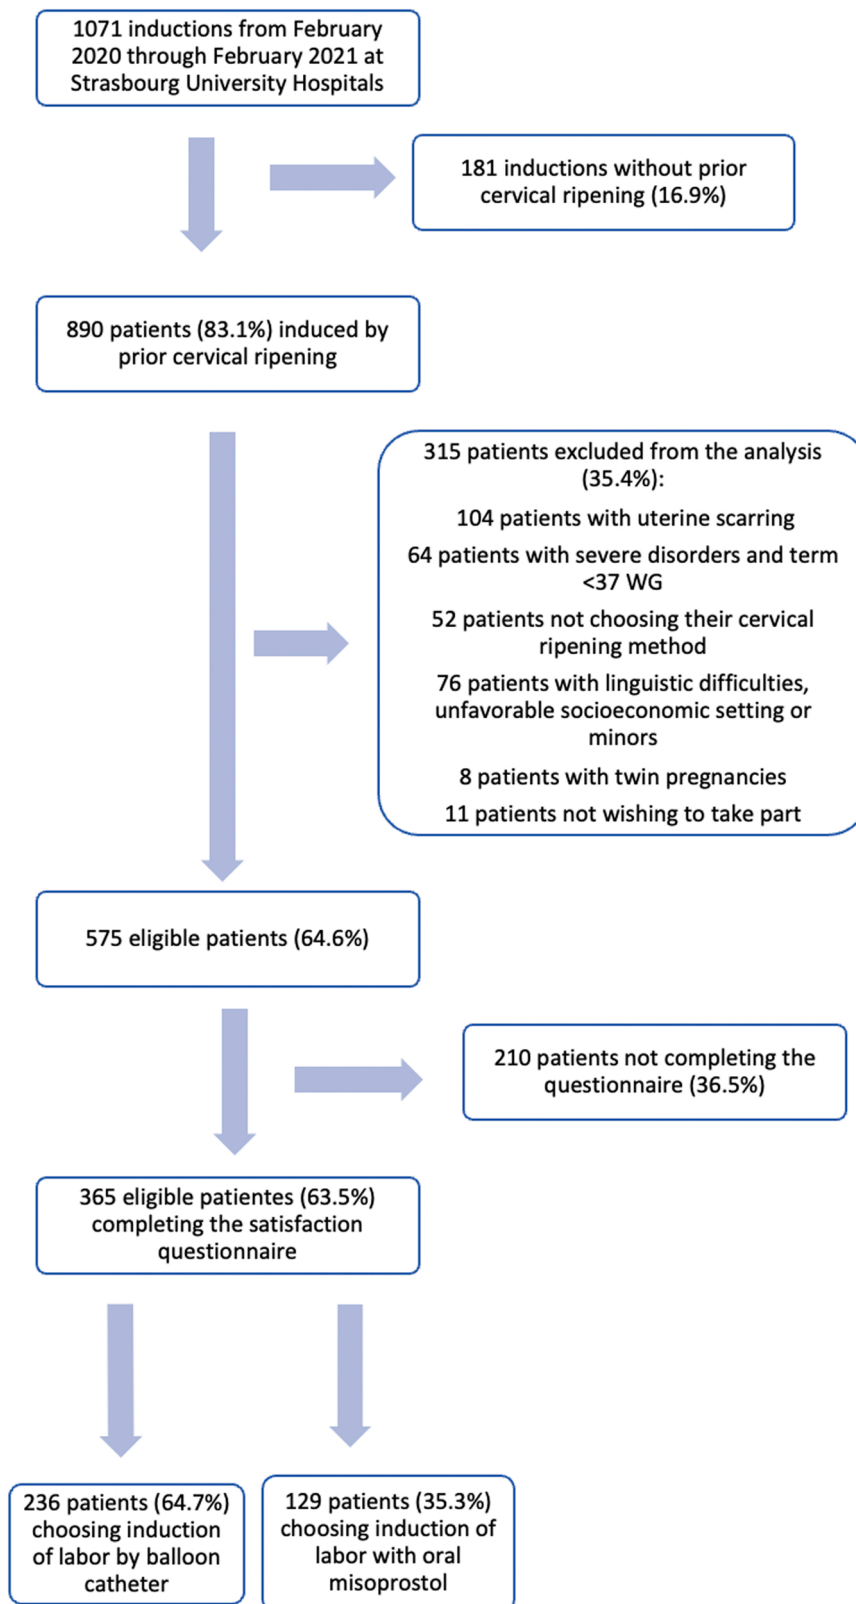 1071 inductions from February
2020 through February 2021 at
Strasbourg University Hospitals
181 inductions without prior
cervical ripening (16.9%)
890 patients (83.1%) induced by
prior cervical ripening
315 patients excluded from the analysis
(35.4%):
104 patients with uterine scarring
64 patients with severe disorders and term
<37 WG
52 patients not choosing their cervical
ripening method
76 patients with linguistic difficulties,
unfavorable socioeconomic setting or
minors
8 patients with twin pregnancies
11 patients not wishing to take part
575 eligible patients (64.6%)
210 patients not completing the
questionnaire (36.5%)
365 eligible patientes (63.5%)
completing the satisfaction
questionnaire
236 patients (64.7%)
choosing induction
of labor by balloon
catheter
129 patients (35.3%)
choosing induction of
labor with oral
misoprostol